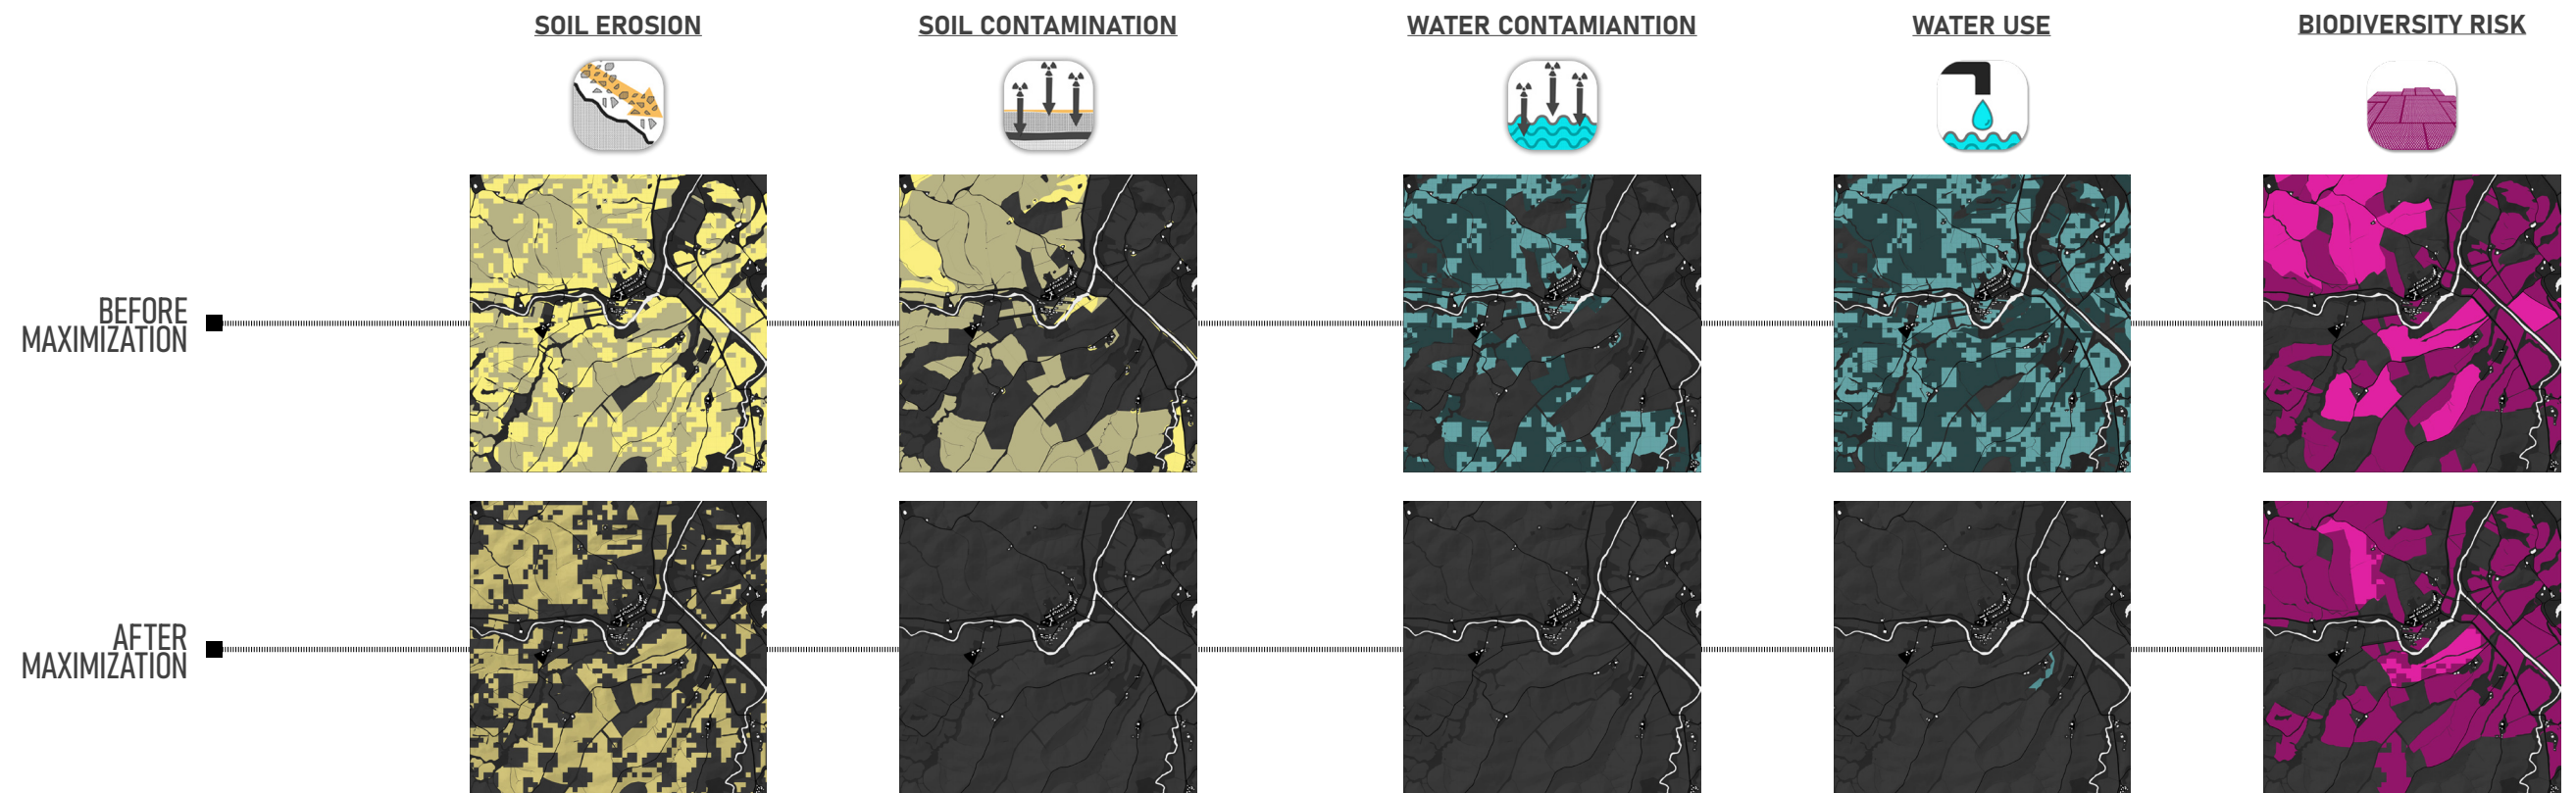 SOIL EROSION
SOIL CONTAMINATION
WATER CONTAMIANTION
WATER USE
BIODIVERSITY RISK
BEFORE
MAXIMIZATION
AFTER
MAXIMIZATION